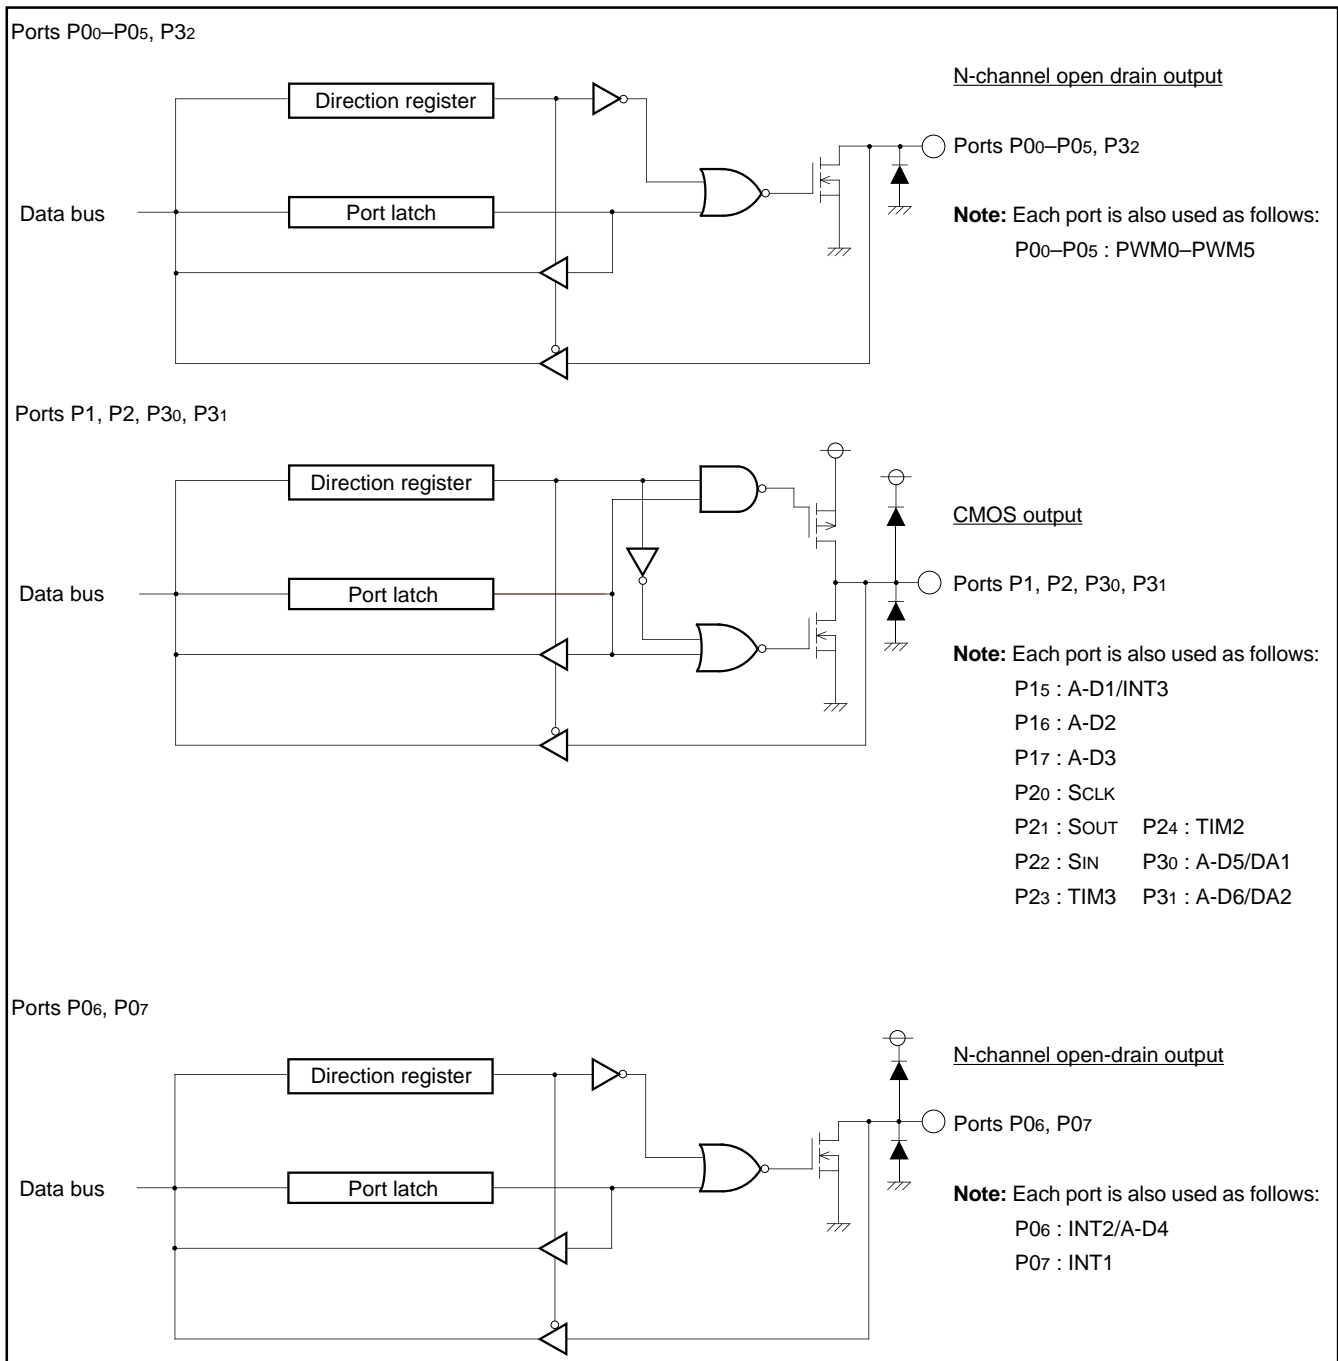 Ports P00–P05, P32
N-channel open drain output
Direction register
Ports P00–P05, P32
Data bus
Port latch
Note: Each port is also used as follows:
P00–P05 : PWM0–PWM5
Ports P1, P2, P30, P31
Direction register
CMOS output
Data bus
Port latch
Ports P1, P2, P30, P31
Note: Each port is also used as follows:
P15 : A-D1/INT3
P16 : A-D2
P17 : A-D3
P20 : SCLK
P21 : SOUT P24 : TIM2
P22 : SIN P30 : A-D5/DA1
P23 : TIM3 P31 : A-D6/DA2
Ports P06, P07
N-channel open-drain output
Direction register
Ports P06, P07
Data bus
Port latch
Note: Each port is also used as follows:
P06 : INT2/A-D4
P07 : INT1